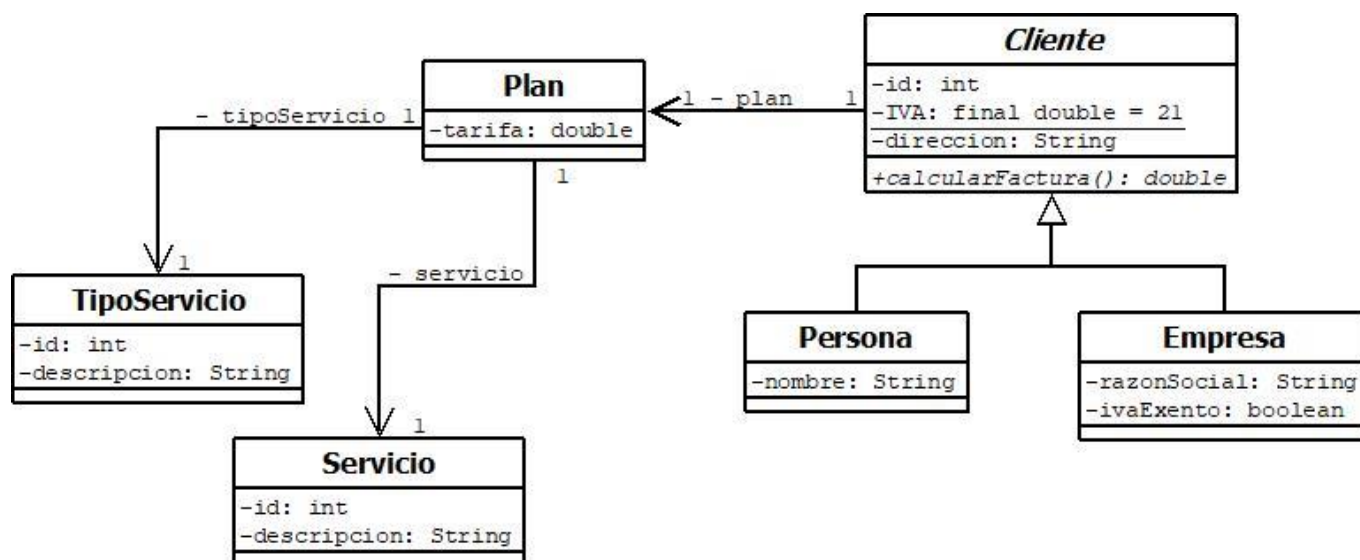 Cliente
-id: int
-IVA: final double = 21
-direccion: String
+calcularFactura(): double
Plan
-tarifa: double
1 - plan 1
- tipoServicio 1
1
- servicio
1
TipoServicio
-id: int
-descripcion: String
1
Servicio
-id: int
-descripcion: String
Persona
-nombre: String
Empresa
-razonSocial: String
-ivaExento: boolean